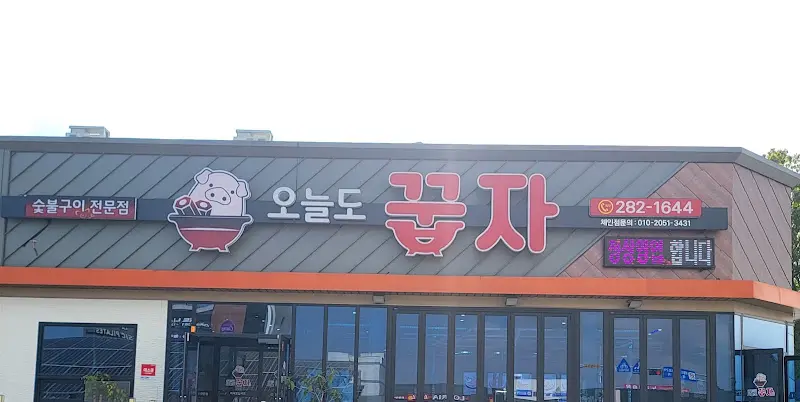 숯불구이 전문점
오늘도 꿉자
282-1644
체인점문의 : 010-2051-3431
합니다
PILATES